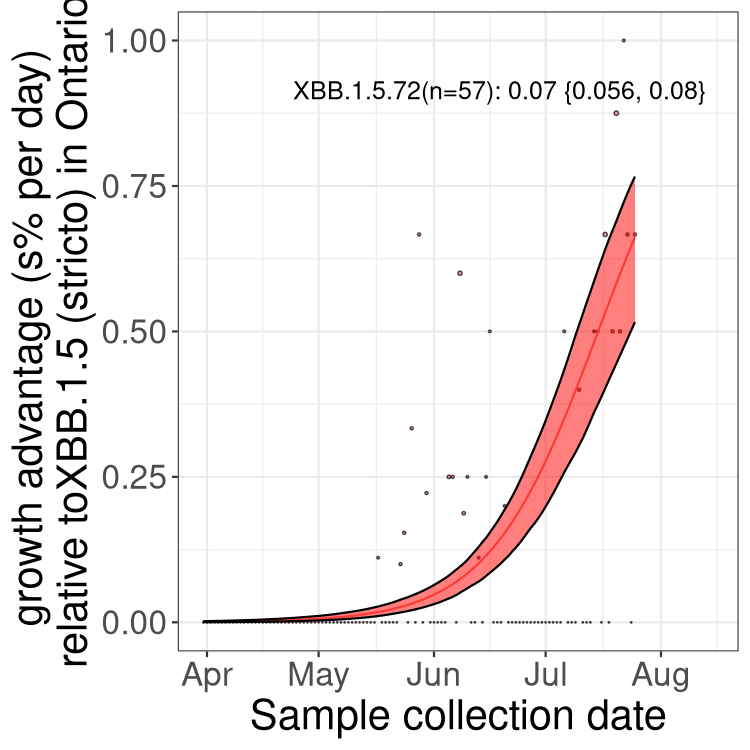 growth advantage (s% per day)
relative toXBB.1.5 (stricto) in Ontario
1.00
0.75
0.50
0.25
0.00
XBB.1.5.72(n=57): 0.07 {0.056, 0.08}
Apr
May
Jun
Jul
Aug
Sample collection date